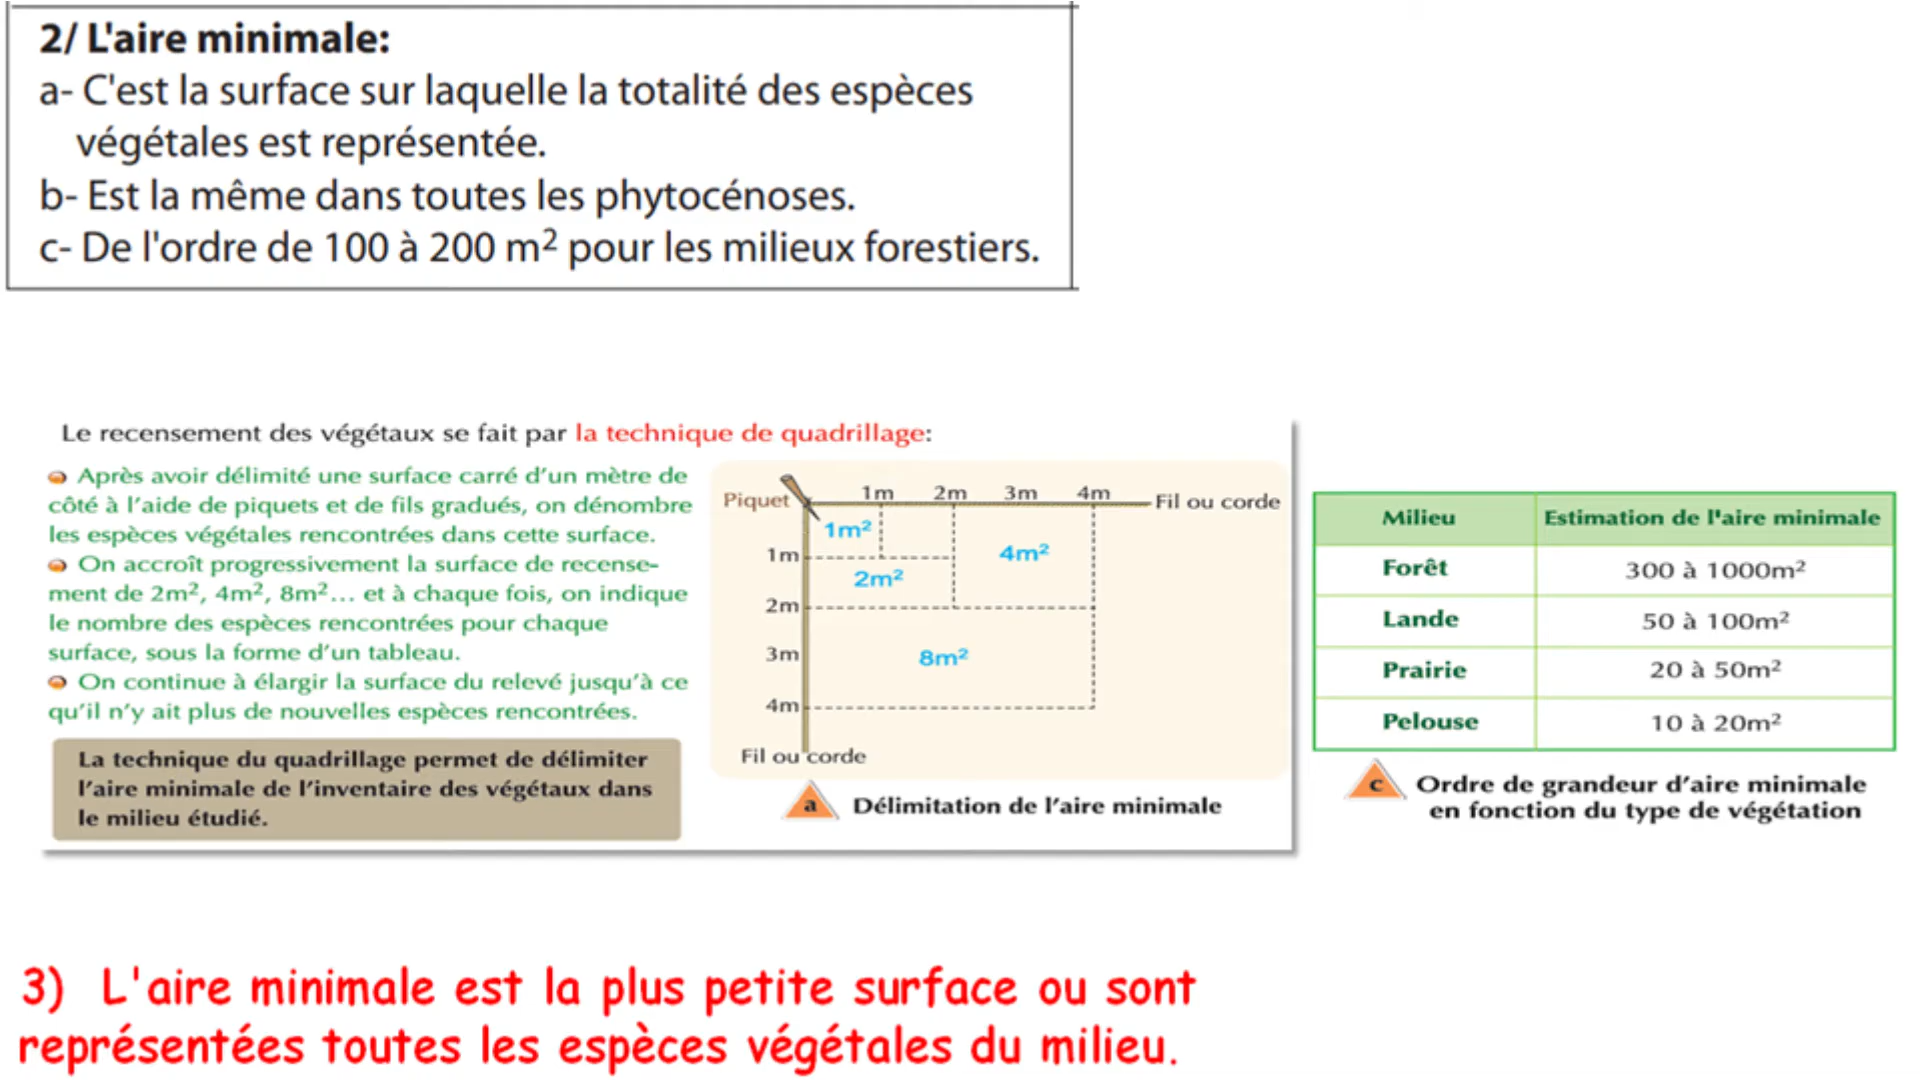 2/ L'aire minimale:
a- C'est la surface sur laquelle la totalité des espèces
végétales est représentée.
b- Est la même dans toutes les phytocénoses.
c- De l'ordre de 100 à 200 m² pour les milieux forestiers.
Le recensement des végétaux se fait par la technique de quadrillage:
Après avoir délimité une surface carré d'un mètre de
côté à l'aide de piquets et de fils gradués, on dénombre
les espèces végétales rencontrées dans cette surface.
On accroît progressivement la surface de recense-
ment de 2m², 4m², 8m²... et à chaque fois, on indique
le nombre des espèces rencontrées pour chaque
surface, sous la forme d'un tableau.
On continue à élargir la surface du relevé jusqu'à ce
qu'il n'y ait plus de nouvelles espèces rencontrées.
La technique du quadrillage permet de délimiter
l'aire minimale de l'inventaire des végétaux dans
le milieu étudié.
Piquet 1m 2m 3m 4m Fil ou corde
1m²
4m²
1m
2m²
2m
3m
8m²
4m
Fil ou corde
a Délimitation de l'aire minimale
Milieu Estimation de l'aire minimale
Forêt 300 à 1000m²
Lande 50 à 100m²
Prairie 20 à 50m²
Pelouse 10 à 20m²
c Ordre de grandeur d'aire minimale
en fonction du type de végétation
3) L'aire minimale est la plus petite surface ou sont
représentées toutes les espèces végétales du milieu.